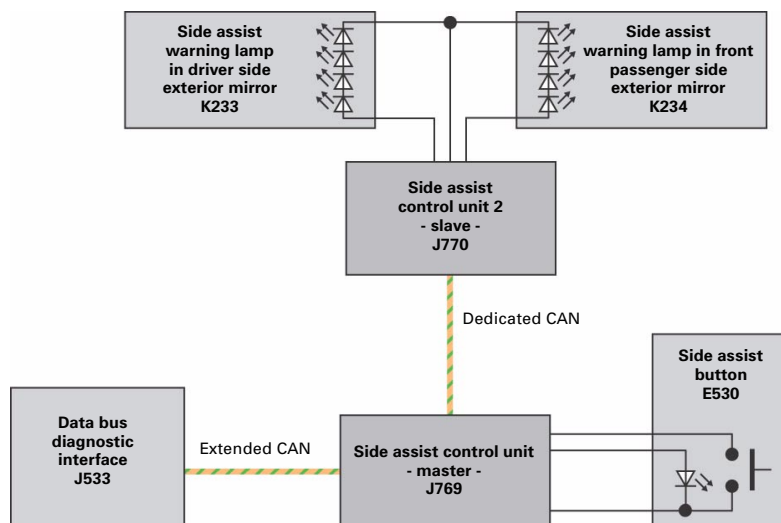 Side assist
warning lamp
in driver side
exterior mirror
K233
Side assist
warning lamp in front
passenger side
exterior mirror
K234
Side assist
control unit 2
- slave -
J770
Dedicated CAN
Side assist
button
E530
Data bus
diagnostic
interface
J533
Extended CAN
Side assist control unit
- master -
J769